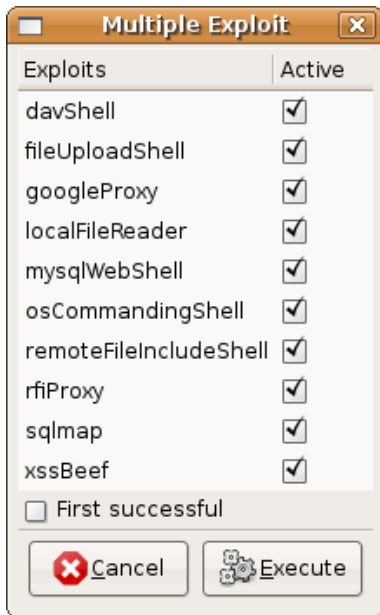 Multiple Exploit
Exploits Active
davShell
fileUploadShell
googleProxy
localFileReader
mysqlWebShell
osCommandingShell
remoteFileIncludeShell
rfiProxy
sqlmap
xssBeef
First successful
Cancel Execute